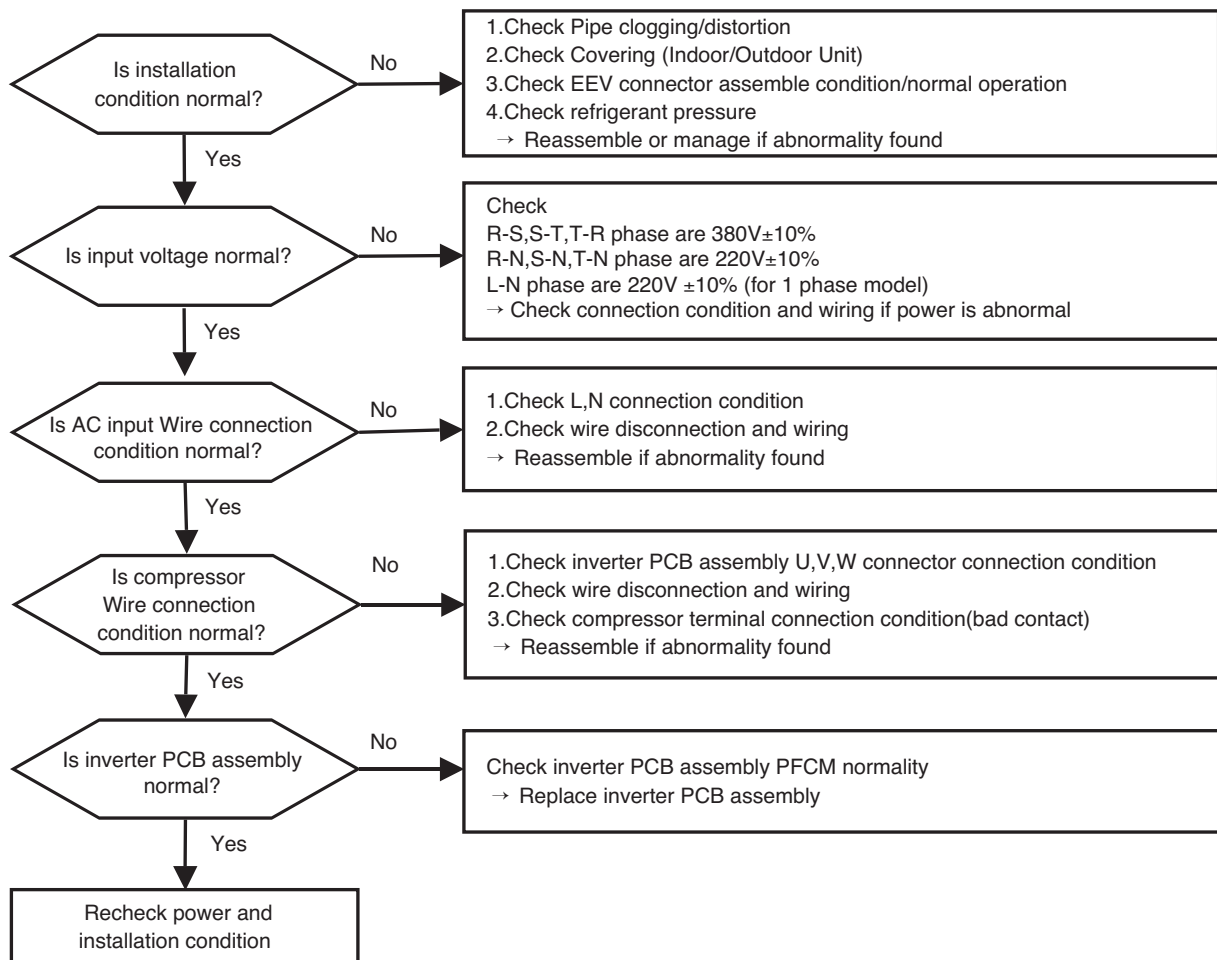 Is installation
condition normal?
No
1.Check Pipe clogging/distortion
2.Check Covering (Indoor/Outdoor Unit)
3.Check EEV connector assemble condition/normal operation
4.Check refrigerant pressure
→ Reassemble or manage if abnormality found
Yes
Is input voltage normal?
No
Check
R-S,S-T,T-R phase are 380V±10%
R-N,S-N,T-N phase are 220V±10%
L-N phase are 220V ±10% (for 1 phase model)
→ Check connection condition and wiring if power is abnormal
Yes
Is AC input Wire connection
condition normal?
No
1.Check L,N connection condition
2.Check wire disconnection and wiring
→ Reassemble if abnormality found
Yes
Is compressor
Wire connection
condition normal?
No
1.Check inverter PCB assembly U,V,W connector connection condition
2.Check wire disconnection and wiring
3.Check compressor terminal connection condition(bad contact)
→ Reassemble if abnormality found
Yes
Is inverter PCB assembly
normal?
No
Check inverter PCB assembly PFCM normality
→ Replace inverter PCB assembly
Yes
Recheck power and
installation condition